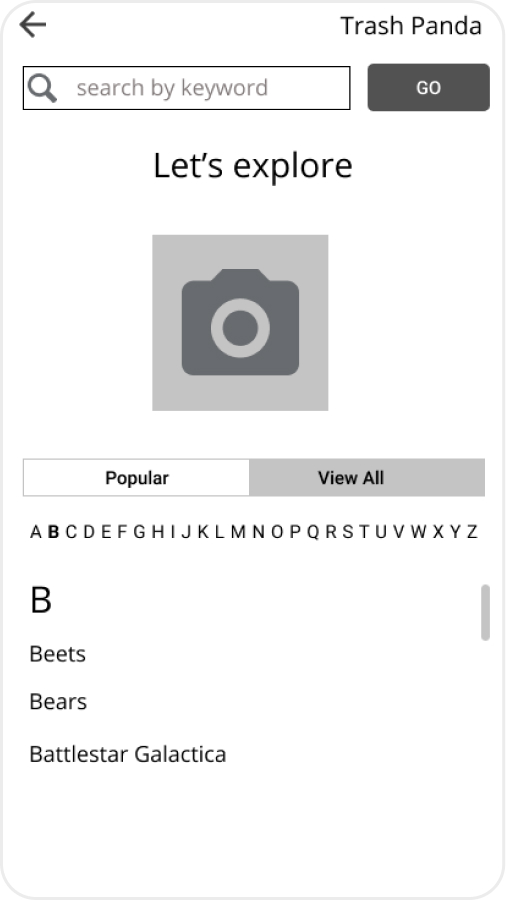 Trash Panda
search by keyword
GO
Let’s explore
Popular
View All
A B C D E F G H I J K L M N O P Q R S T U V W X Y Z
B
Beets
Bears
Battlestar Galactica